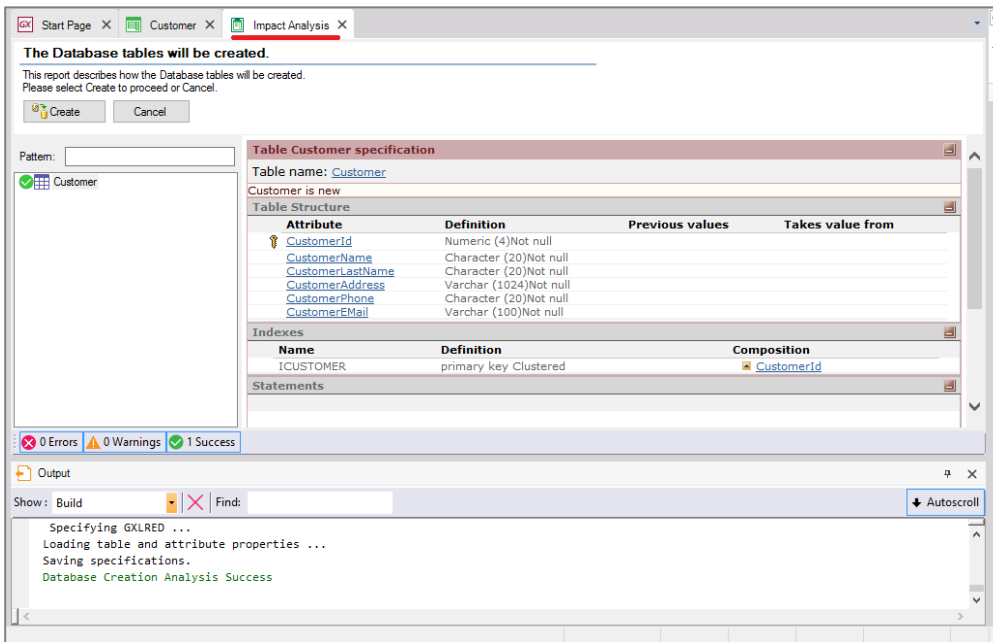 GX Start Page Customer Impact Analysis
The Database tables will be created.
This report describes how the Database tables will be created.
Please select Create to proceed or Cancel.
Create Cancel
Pattern:
Customer
Table Customer specification
Table name: Customer
Customer is new
Table Structure
Attribute Definition Previous values Takes value from
CustomerId Numeric (4)Not null
CustomerName Character (20)Not null
CustomerLastName Character (20)Not null
CustomerAddress Varchar (1024)Not null
CustomerPhone Character (20)Not null
CustomerEMail Varchar (100)Not null
Indexes
Name Definition Composition
ICUSTOMER primary key Clustered CustomerId
Statements
0 Errors 0 Warnings 1 Success
Output
Show: Build Find: Autoscroll
Specifying GXLRED ...
Loading table and attribute properties ...
Saving specifications.
Database Creation Analysis Success